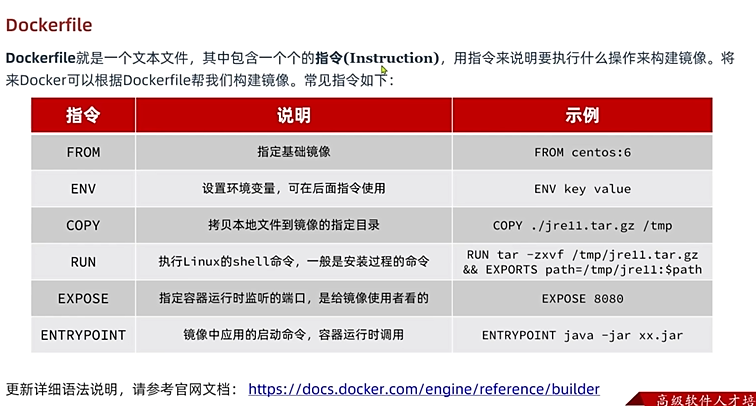 Dockerfile
Dockerfile就是一个文本文件，其中包含一个个的指令(Instruction)，用指令来说明要执行什么操作来构建镜像。将
来Docker可以根据Dockerfile帮我们构建镜像。常见指令如下：
指令 说明 示例
FROM 指定基础镜像 FROM centos:6
ENV 设置环境变量，可在后面指令使用 ENV key value
COPY 拷贝本地文件到镜像的指定目录 COPY ./jre11.tar.gz /tmp
RUN 执行Linux的shell命令，一般是安装过程的命令 RUN tar -zxvf /tmp/jre11.tar.gz
&& EXPORTS path=/tmp/jre11:$path
EXPOSE 指定容器运行时监听的端口，是给镜像使用者看的 EXPOSE 8080
ENTRYPOINT 镜像中应用的启动命令，容器运行时调用 ENTRYPOINT java -jar xx.jar
更新详细语法说明，请参考官网文档： https://docs.docker.com/engine/reference/builder
高级软件人才培